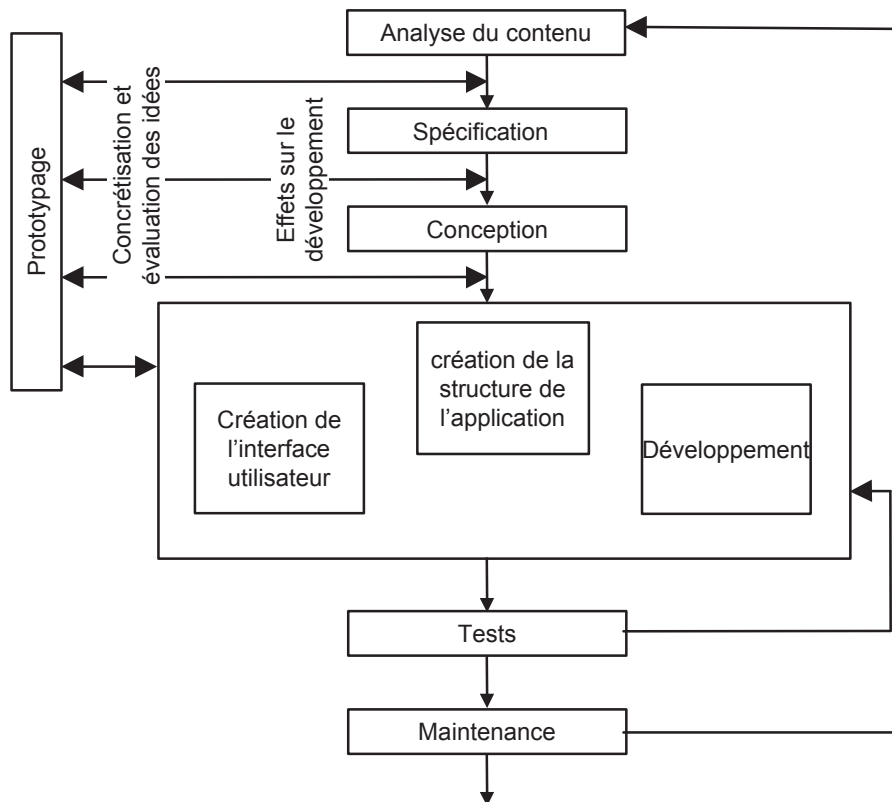 Analyse du contenu
Prototypage
Concrétisation et
évaluation des idées
Effets sur le
développement
Spécification
Conception
création de la
structure de
l'application
Création de
l'interface
utilisateur
Développement
Tests
Maintenance